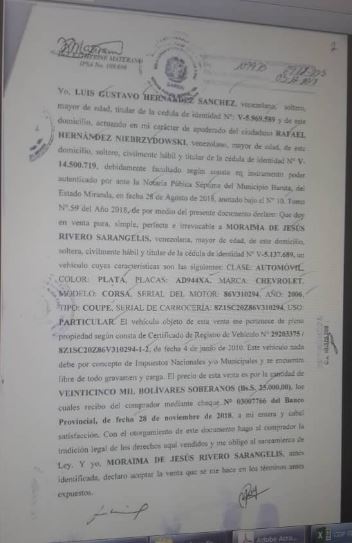 2
IPSA No. 108.698
Yo, LUIS GUSTAVO HERNÁNDEZ SANCHEZ, venezolano, soltero,
mayor de edad, titular de la cédula de identidad N°: V-5.969.589 y de este
domicilio, actuando en mi carácter de apoderado del ciudadano RAFAEL
HERNÁNDEZ NIEBRZYDOWSKI, venezolano, mayor de edad, de este
domicilio, soltero, civilmente hábil y titular de la cédula de identidad N° V-
14.500.719, debidamente facultado según consta en instrumento poder
autenticado por ante la Notaría Pública Séptima del Municipio Baruta, del
Estado Miranda, en fecha 28 de Agosto de 2018, anotado bajo el N° 10, Tomo
N° 59 del Año 2018, de por medio del presente documento declaro: Que doy
en venta pura, simple, perfecta e irrevocable a MORAIMA DE JESÚS
RIVERO SARANGELIS, venezolana, mayor de edad, de este domicilio,
soltera, civilmente hábil y titular de la cédula de identidad N° V-5.137.689, un
vehículo cuyas características son las siguientes: CLASE: AUTOMÓVIL,
COLOR: PLATA, PLACAS: AD944XA, MARCA: CHEVROLET,
MODELO: CORSA, SERIAL DEL MOTOR: 86V310294, AÑO: 2006,
TIPO: COUPE, SERIAL DE CARROCERÍA: 8Z1SC20Z86V310294, USO:
PARTICULAR. El vehículo objeto de esta venta me pertenece de plena
propiedad según consta de Certificado de Registro de Vehículo N° 29203375 /
8Z1SC20Z86V310294-1-2, de fecha 4 de junio de 2010. Este vehículo nada
debe por concepto de Impuestos Nacionales y/o Municipales y se encuentra
libre de todo gravamen y carga. El precio de esta venta es por la cantidad de
VEINTICINCO MIL BOLÍVARES SOBERANOS (Bs.S. 25.000,00), los
cuales recibo del comprador mediante cheque N° 03007766 del Banco
Provincial, de fecha 28 de noviembre de 2018, a mi entera y cabal
satisfacción. Con el otorgamiento de este documento hago al comprador la
tradición legal de los derechos aquí vendidos y me obligo al saneamiento de
Ley. Y yo, MORAIMA DE JESÚS RIVERO SARANGELIS, antes
identificada, declaro aceptar la venta que se me hace en los términos antes
expuestos.
Adobe Acro...